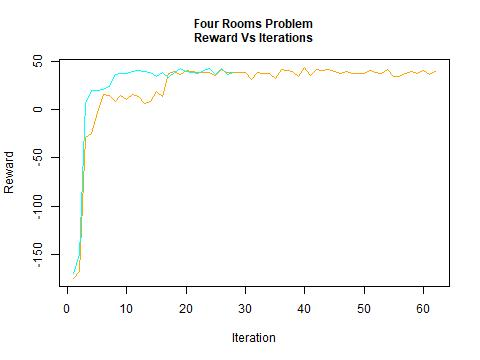 Four Rooms Problem
Reward Vs Iterations
Reward
50
0
-50
-100
-150
0 10 20 30 40 50 60
Iteration